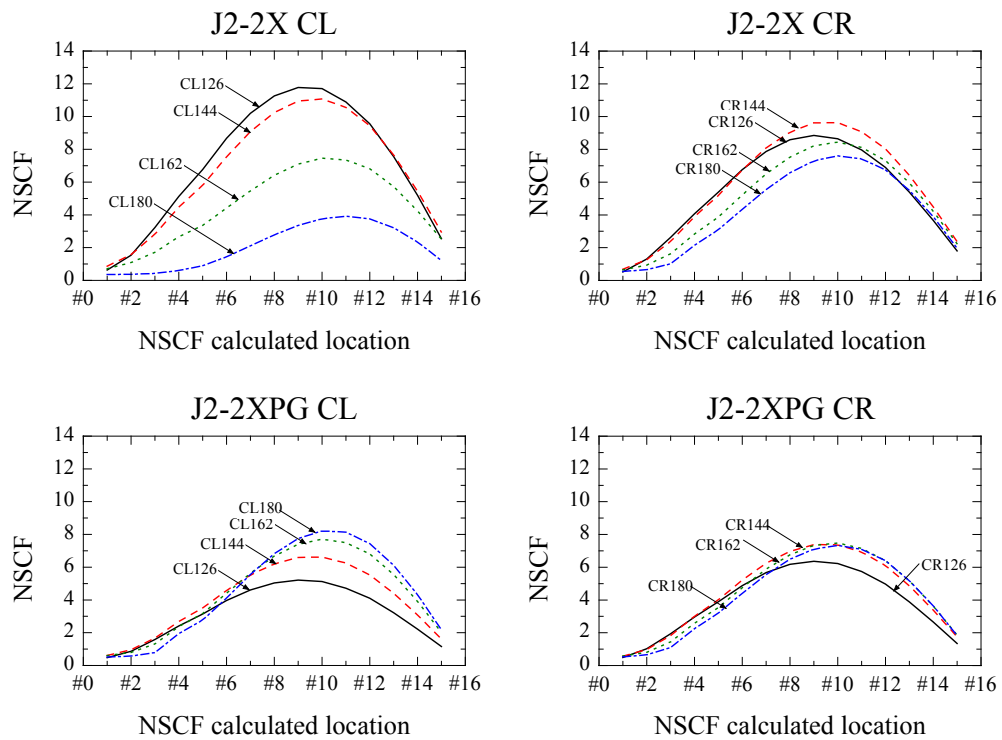 J2-2X CL
14
12
10
8
6
4
2
0
NSCF
CL126
CL144
CL162
CL180
#0 #2 #4 #6 #8 #10 #12 #14 #16
NSCF calculated location
J2-2X CR
14
12
10
8
6
4
2
0
NSCF
CR144
CR126
CR162
CR180
#0 #2 #4 #6 #8 #10 #12 #14 #16
NSCF calculated location
J2-2XPG CL
14
12
10
8
6
4
2
0
NSCF
CL180
CL162
CL144
CL126
#0 #2 #4 #6 #8 #10 #12 #14 #16
NSCF calculated location
J2-2XPG CR
14
12
10
8
6
4
2
0
NSCF
CR144
CR162
CR180
CR126
#0 #2 #4 #6 #8 #10 #12 #14 #16
NSCF calculated location